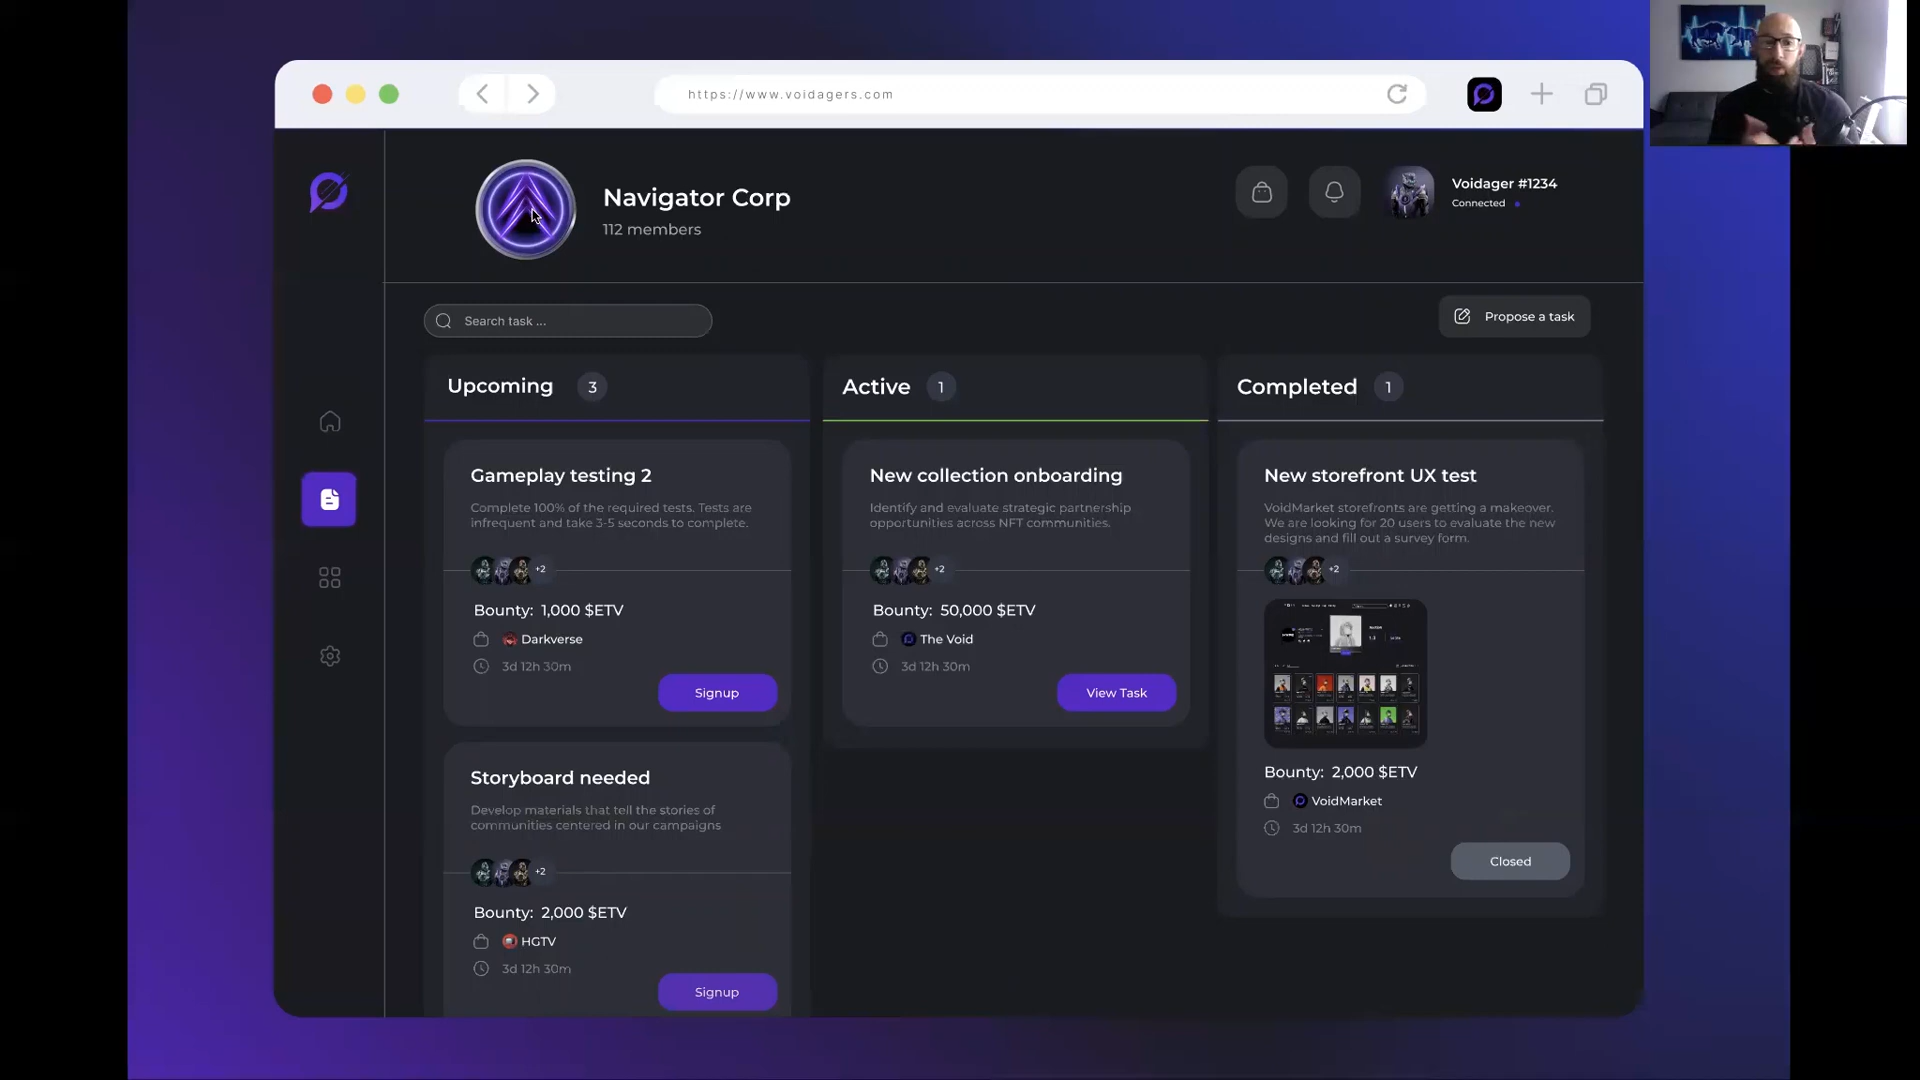 https://www.voidagers.com
Navigator Corp
112 members
Voidager #1234
Connected
Search task ...
Propose a task
Upcoming 3
Gameplay testing 2
Complete 100% of the required tests. Tests are
infrequent and take 3-5 seconds to complete.
+2
Bounty: 1,000 $ETV
Darkverse
3d 12h 30m
Signup
Storyboard needed
Develop materials that tell the stories of
communities centered in our campaigns
+2
Bounty: 2,000 $ETV
HGTV
3d 12h 30m
Signup
Active 1
New collection onboarding
Identify and evaluate strategic partnership
opportunities across NFT communities.
+2
Bounty: 50,000 $ETV
The Void
3d 12h 30m
View Task
Completed 1
New storefront UX test
VoidMarket storefronts are getting a makeover.
We are looking for 20 users to evaluate the new
designs and fill out a survey form.
+2
Bounty: 2,000 $ETV
VoidMarket
3d 12h 30m
Closed